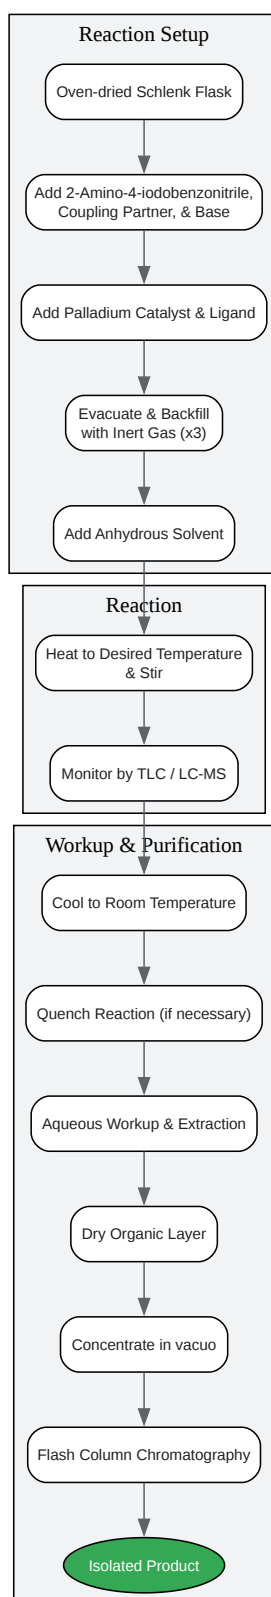 Reaction Setup
Oven-dried Schlenk Flask
Add 2-Amino-4-iodobenzonitrile,
Coupling Partner, & Base
Add Palladium Catalyst & Ligand
Evacuate & Backfill
with Inert Gas (x3)
Add Anhydrous Solvent
Reaction
Heat to Desired Temperature
& Stir
Monitor by TLC / LC-MS
Workup & Purification
Cool to Room Temperature
Quench Reaction (if necessary)
Aqueous Workup & Extraction
Dry Organic Layer
Concentrate in vacuo
Flash Column Chromatography
Isolated Product